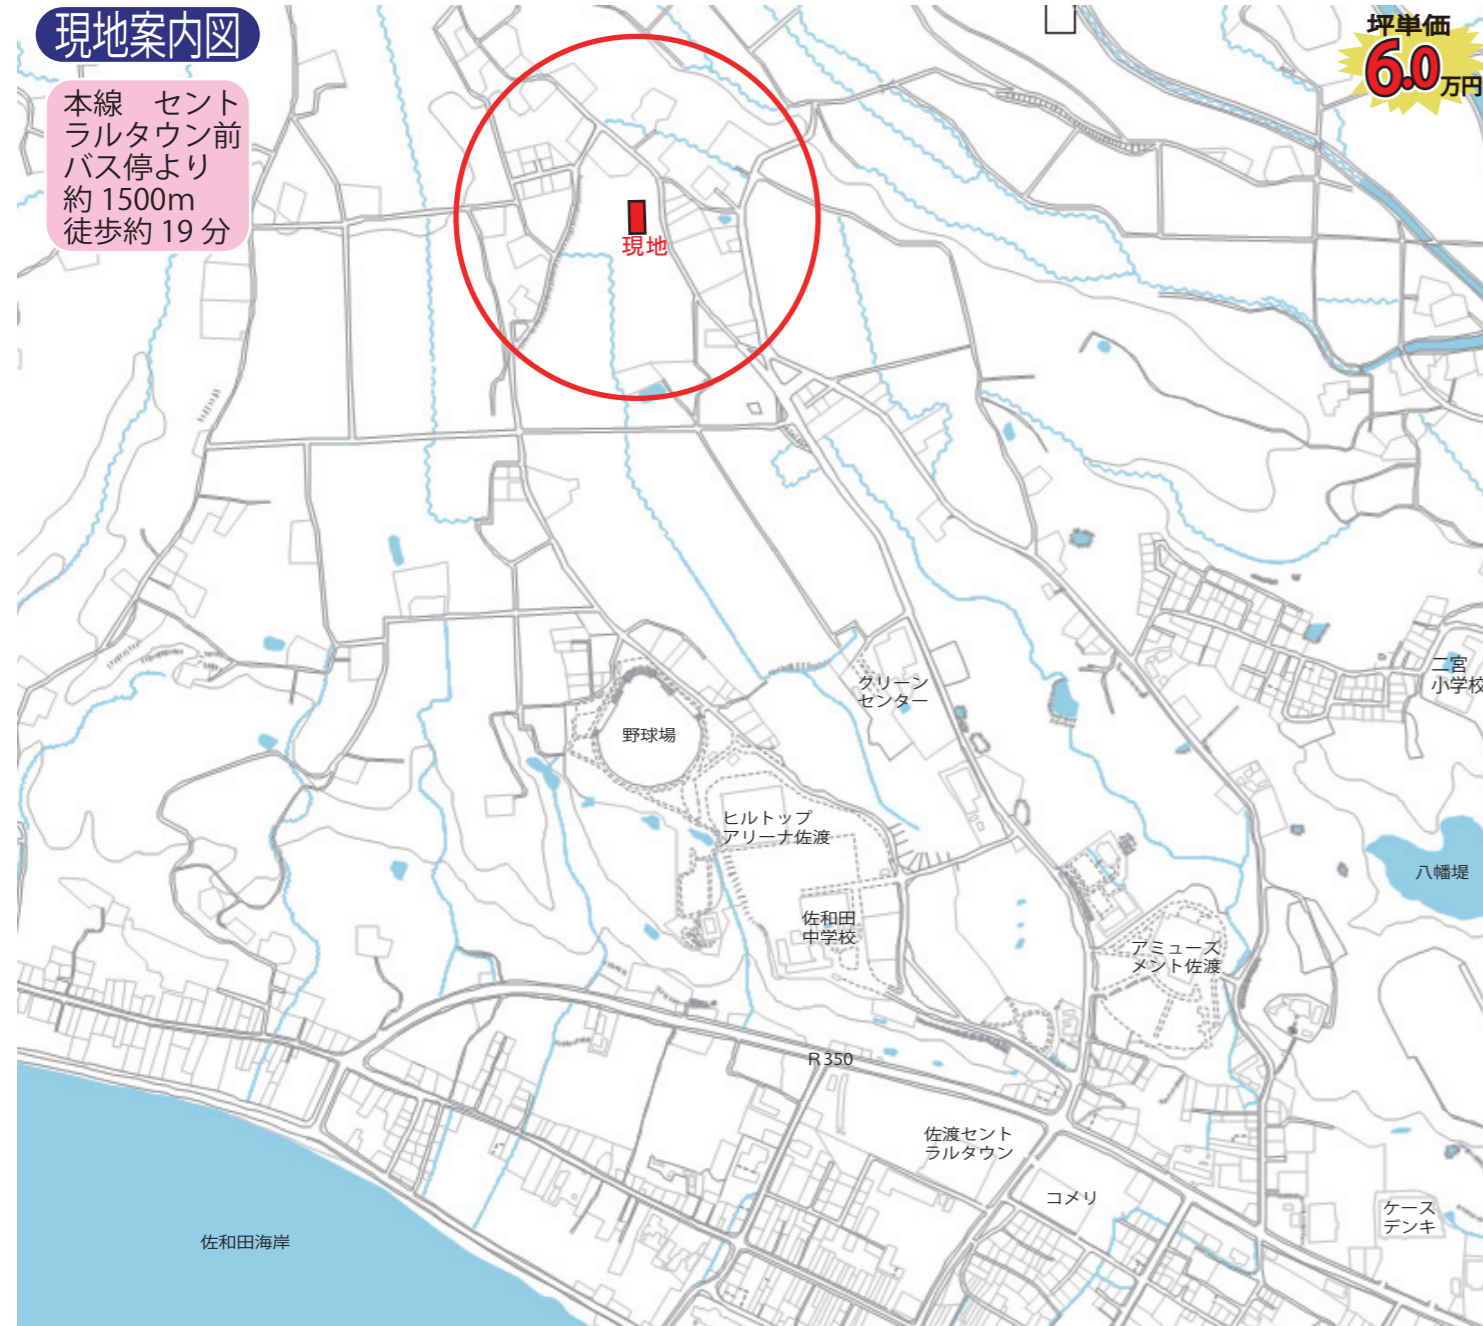 現地案内図
坪単価
6.0万円
本線　セント
ラルタウン前
バス停より
約 1500m
徒歩約 19 分
現地
二宮
小学校
グリーン
センター
野球場
ヒルトップ
アリーナ佐渡
八幡堤
佐和田
中学校
アミューズ
メント佐渡
R350
佐渡セント
ラルタウン
コメリ
ケーズ
デンキ
佐和田海岸